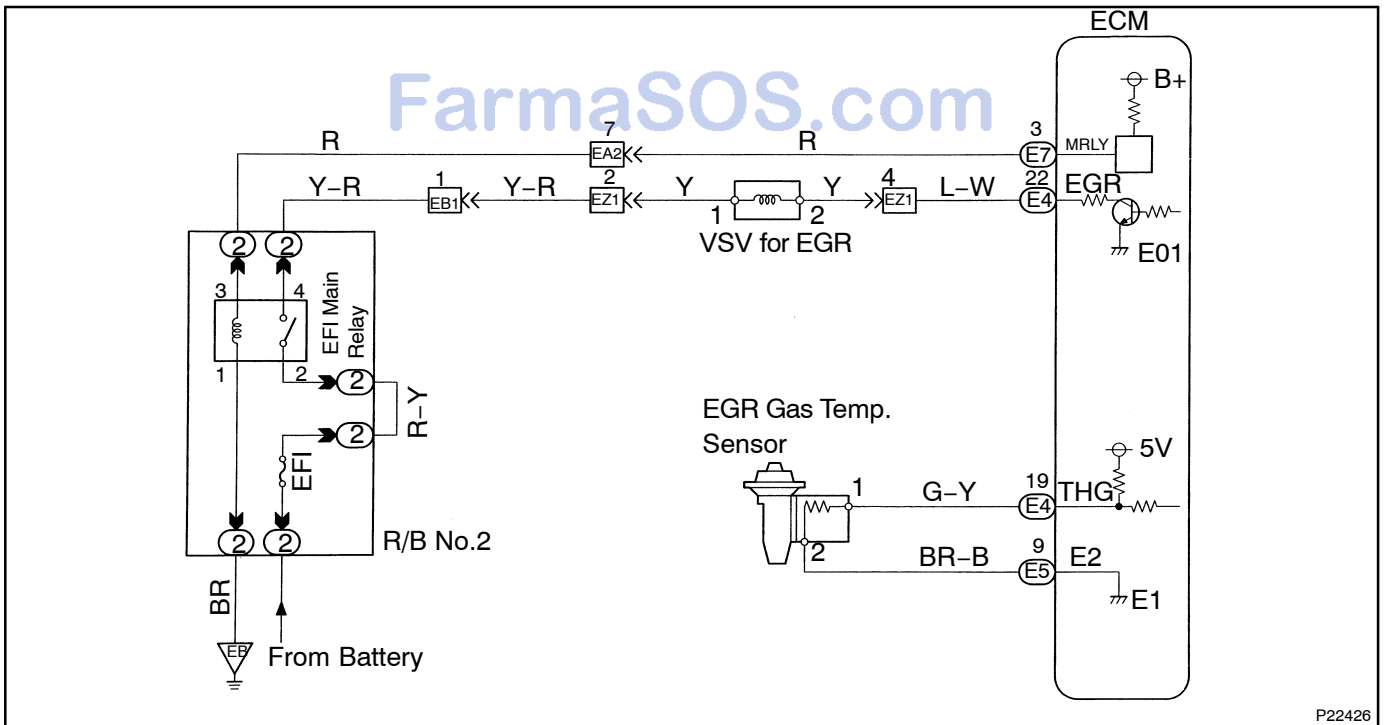 ECM
B+
FarmaSOS.com
R
7
EA2
R
3
E7
MRLY
Y–R
1
EB1
Y–R
2
EZ1
Y
1
2
Y
4
EZ1
L–W
22
E4
EGR
VSV for EGR
E01
2
2
3
4
EFI Main
Relay
1
2
2
R–Y
2
EFI
2
2
R/B No.2
BR
EB
From Battery
EGR Gas Temp.
Sensor
5V
1
G–Y
19
E4
THG
2
BR–B
9
E5
E2
E1
P22426